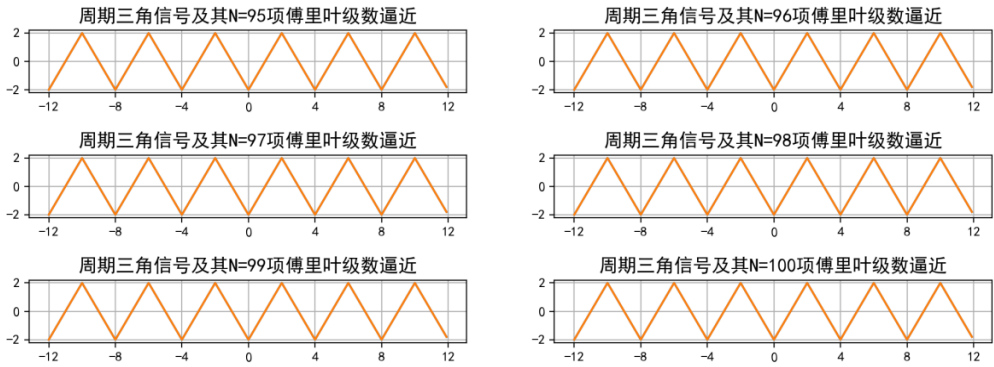 周期三角信号及其N=95项傅里叶级数逼近
2
0
−2
−12 −8 −4 0 4 8 12
周期三角信号及其N=96项傅里叶级数逼近
2
0
−2
−12 −8 −4 0 4 8 12
周期三角信号及其N=97项傅里叶级数逼近
2
0
−2
−12 −8 −4 0 4 8 12
周期三角信号及其N=98项傅里叶级数逼近
2
0
−2
−12 −8 −4 0 4 8 12
周期三角信号及其N=99项傅里叶级数逼近
2
0
−2
−12 −8 −4 0 4 8 12
周期三角信号及其N=100项傅里叶级数逼近
2
0
−2
−12 −8 −4 0 4 8 12